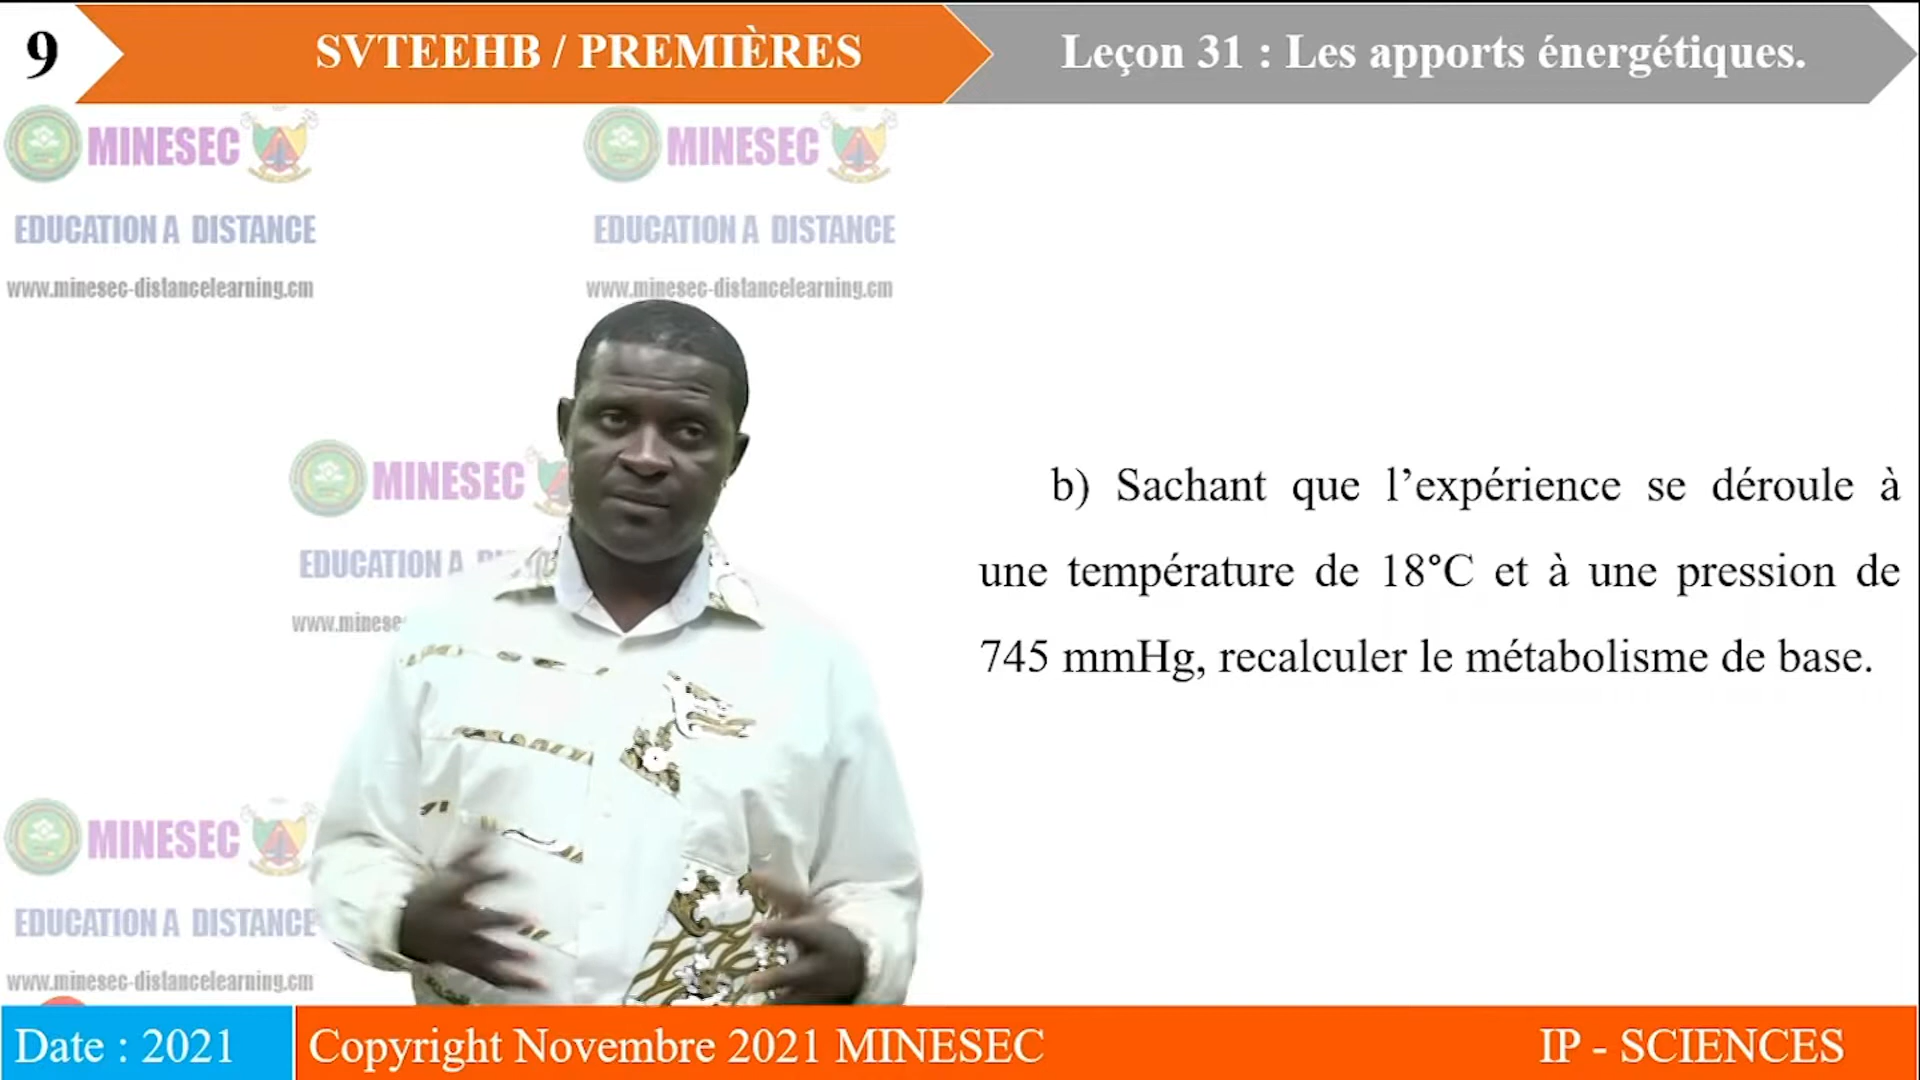 9
SVTEEHB / PREMIÈRES
Leçon 31 : Les apports énergétiques.
MINESEC
EDUCATION A DISTANCE
www.minesec-distancelearning.cm
MINESEC
EDUCATION A DISTANCE
www.minesec-distancelearning.cm
MINESEC
EDUCATION A
www.minese
b) Sachant que l’expérience se déroule à
une température de 18°C et à une pression de
745 mmHg, recalculer le métabolisme de base.
MINESEC
EDUCATION A DISTANCE
www.minesec-distancelearning.cm
Date : 2021
Copyright Novembre 2021 MINESEC
IP - SCIENCES